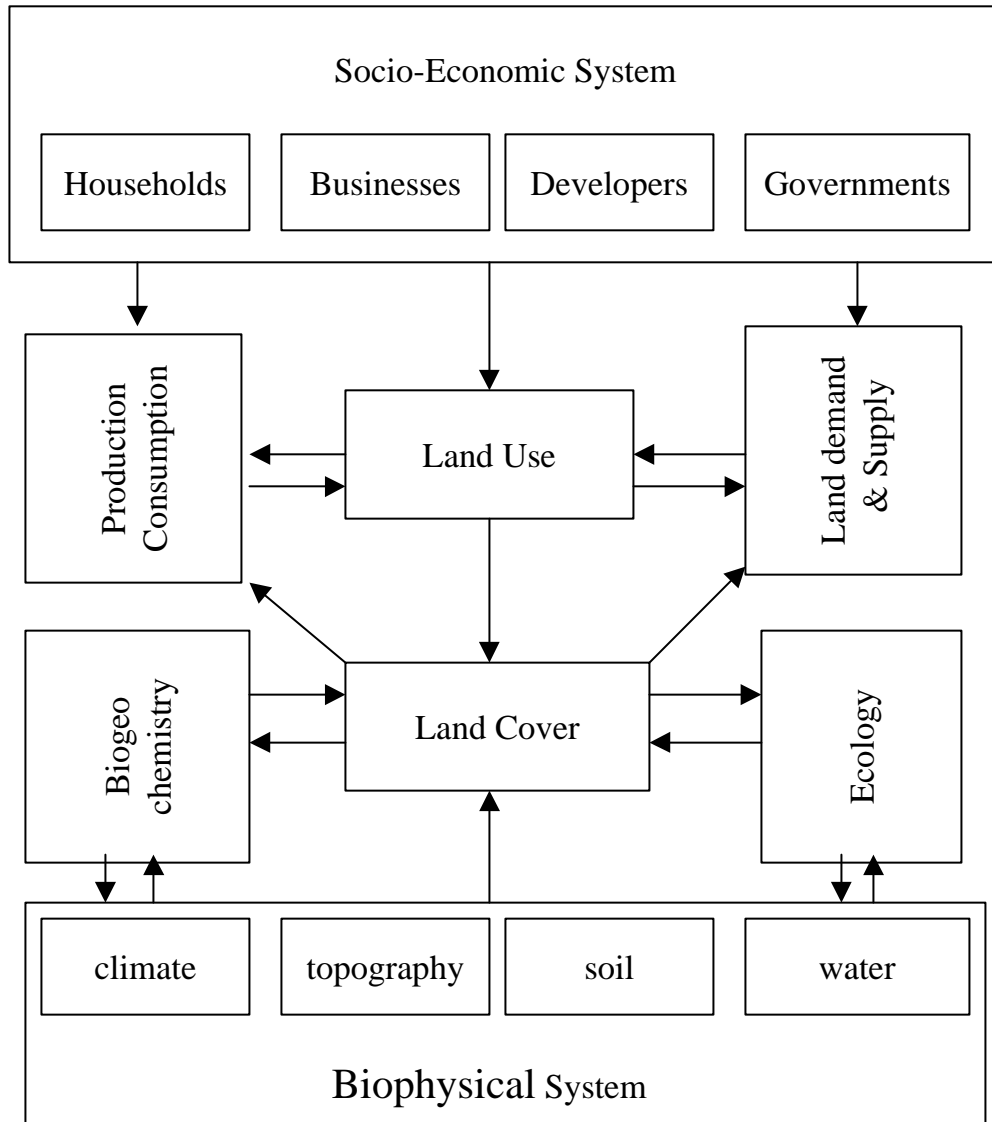 Socio-Economic System
Households
Businesses
Developers
Governments
Production
Consumption
Land Use
Land demand
& Supply
Biogeo
chemistry
Land Cover
Ecology
climate
topography
soil
water
Biophysical System